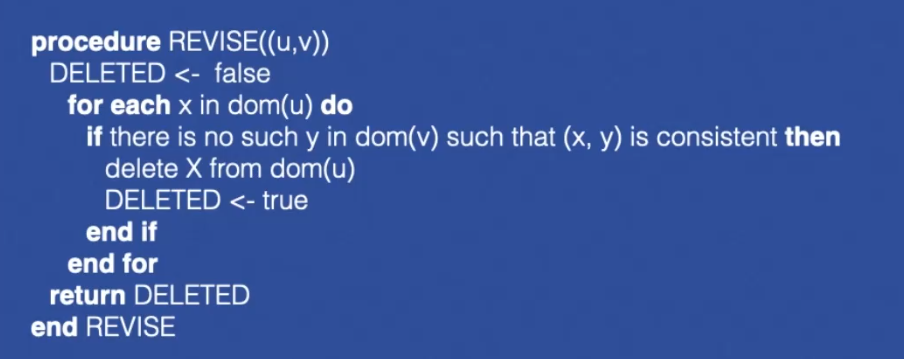 procedure REVISE((u,v))
DELETED <- false
for each x in dom(u) do
if there is no such y in dom(v) such that (x, y) is consistent then
delete X from dom(u)
DELETED <- true
end if
end for
return DELETED
end REVISE